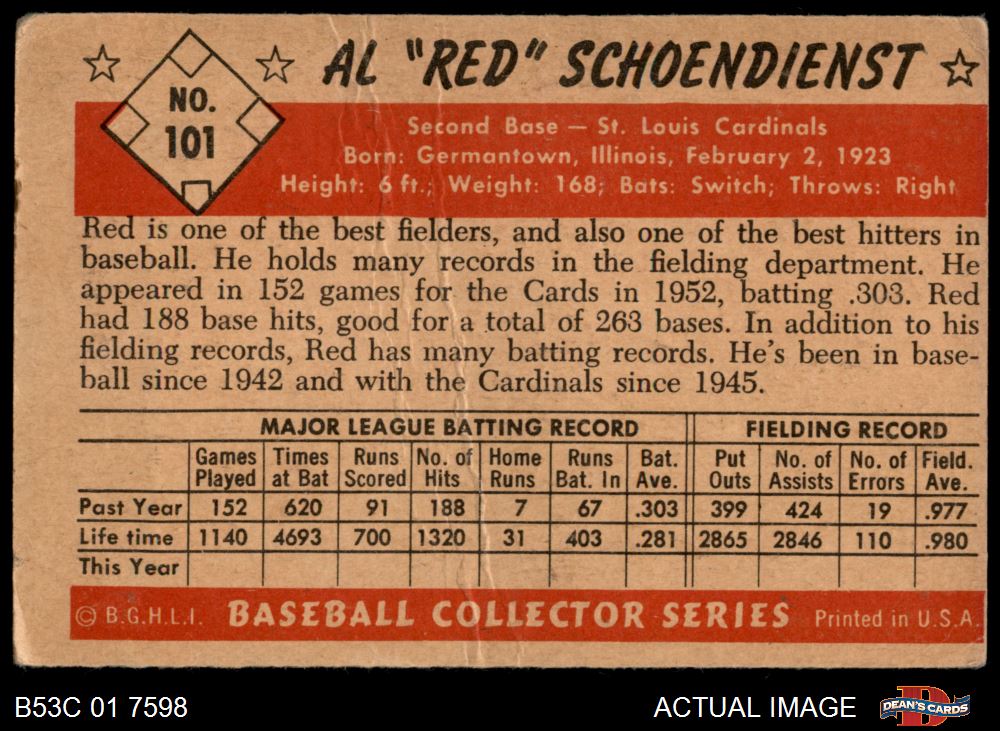 AL "RED" SCHOENDIENST
NO.
101
Second Base — St. Louis Cardinals
Born: Germantown, Illinois, February 2, 1923
Height: 6 ft.; Weight: 168; Bats: Switch; Throws: Right
Red is one of the best fielders, and also one of the best hitters in
baseball. He holds many records in the fielding department. He
appeared in 152 games for the Cards in 1952, batting .303. Red
had 188 base hits, good for a total of 263 bases. In addition to his
fielding records, Red has many batting records. He's been in base-
ball since 1942 and with the Cardinals since 1945.
MAJOR LEAGUE BATTING RECORD FIELDING RECORD
Games Times Runs No. of Home Runs Bat. Put No. of No. of Field.
Played at Bat Scored Hits Runs Bat. In Ave. Outs Assists Errors Ave.
Past Year 152 620 91 188 7 67 .303 399 424 19 .977
Life time 1140 4693 700 1320 31 403 .281 2865 2846 110 .980
This Year
© B.G.H.L.I. BASEBALL COLLECTOR SERIES Printed in U.S.A.
B53C 01 7598 ACTUAL IMAGE D DEAN'S CARDS